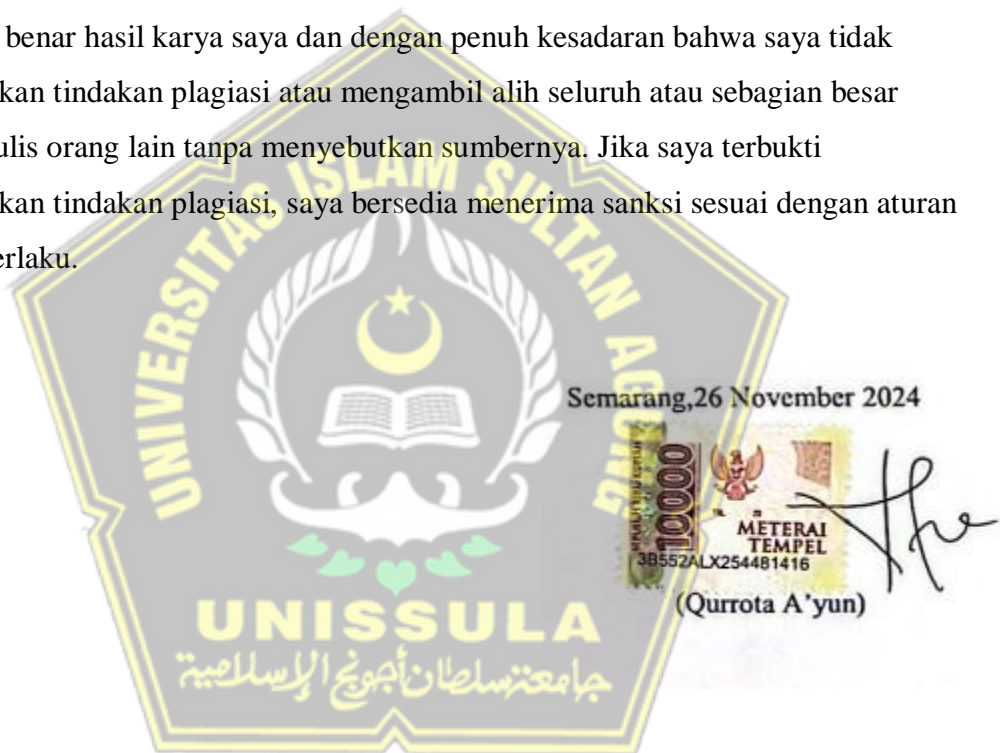 benar hasil karya saya dan dengan penuh kesadaran bahwa saya tidak
kan tindakan plagiasi atau mengambil alih seluruh atau sebagian besar
ulis orang lain tanpa menyebutkan sumbernya. Jika saya terbukti
kan tindakan plagiasi, saya bersedia menerima sanksi sesuai dengan aturan
erlaku.
UNIVERSITAS ISLAM SULTAN AGUNG
Semarang,26 November 2024
10000
METERAI
TEMPEL
3B552ALX254481416
(Qurrota A'yun)
UNISSULA
جامعة سلطان أجونج الإسلامية